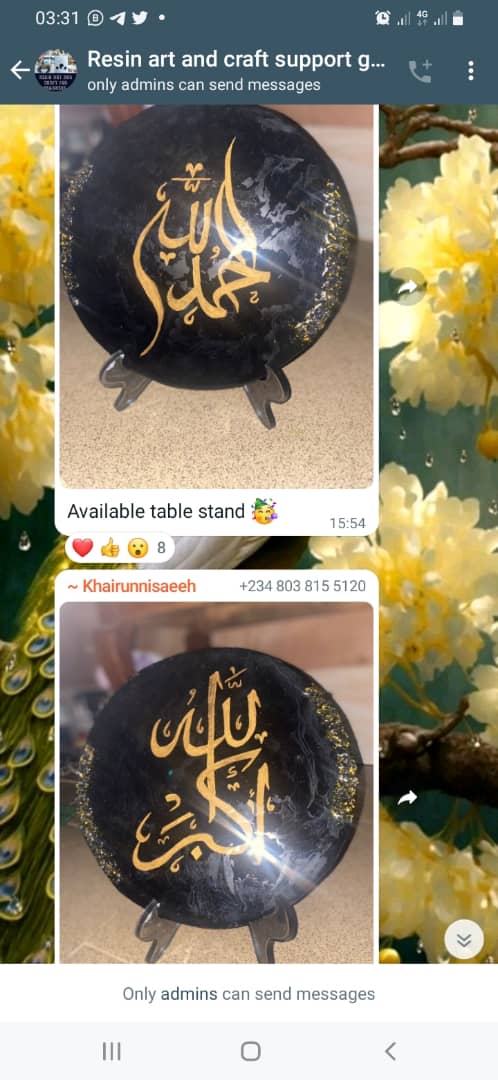 03:31
4G
Resin art and craft support g...
only admins can send messages
الحمد لله
Available table stand
15:54
8
~ Khairunnisaeeh +234 803 815 5120
الله أكبر
Only admins can send messages